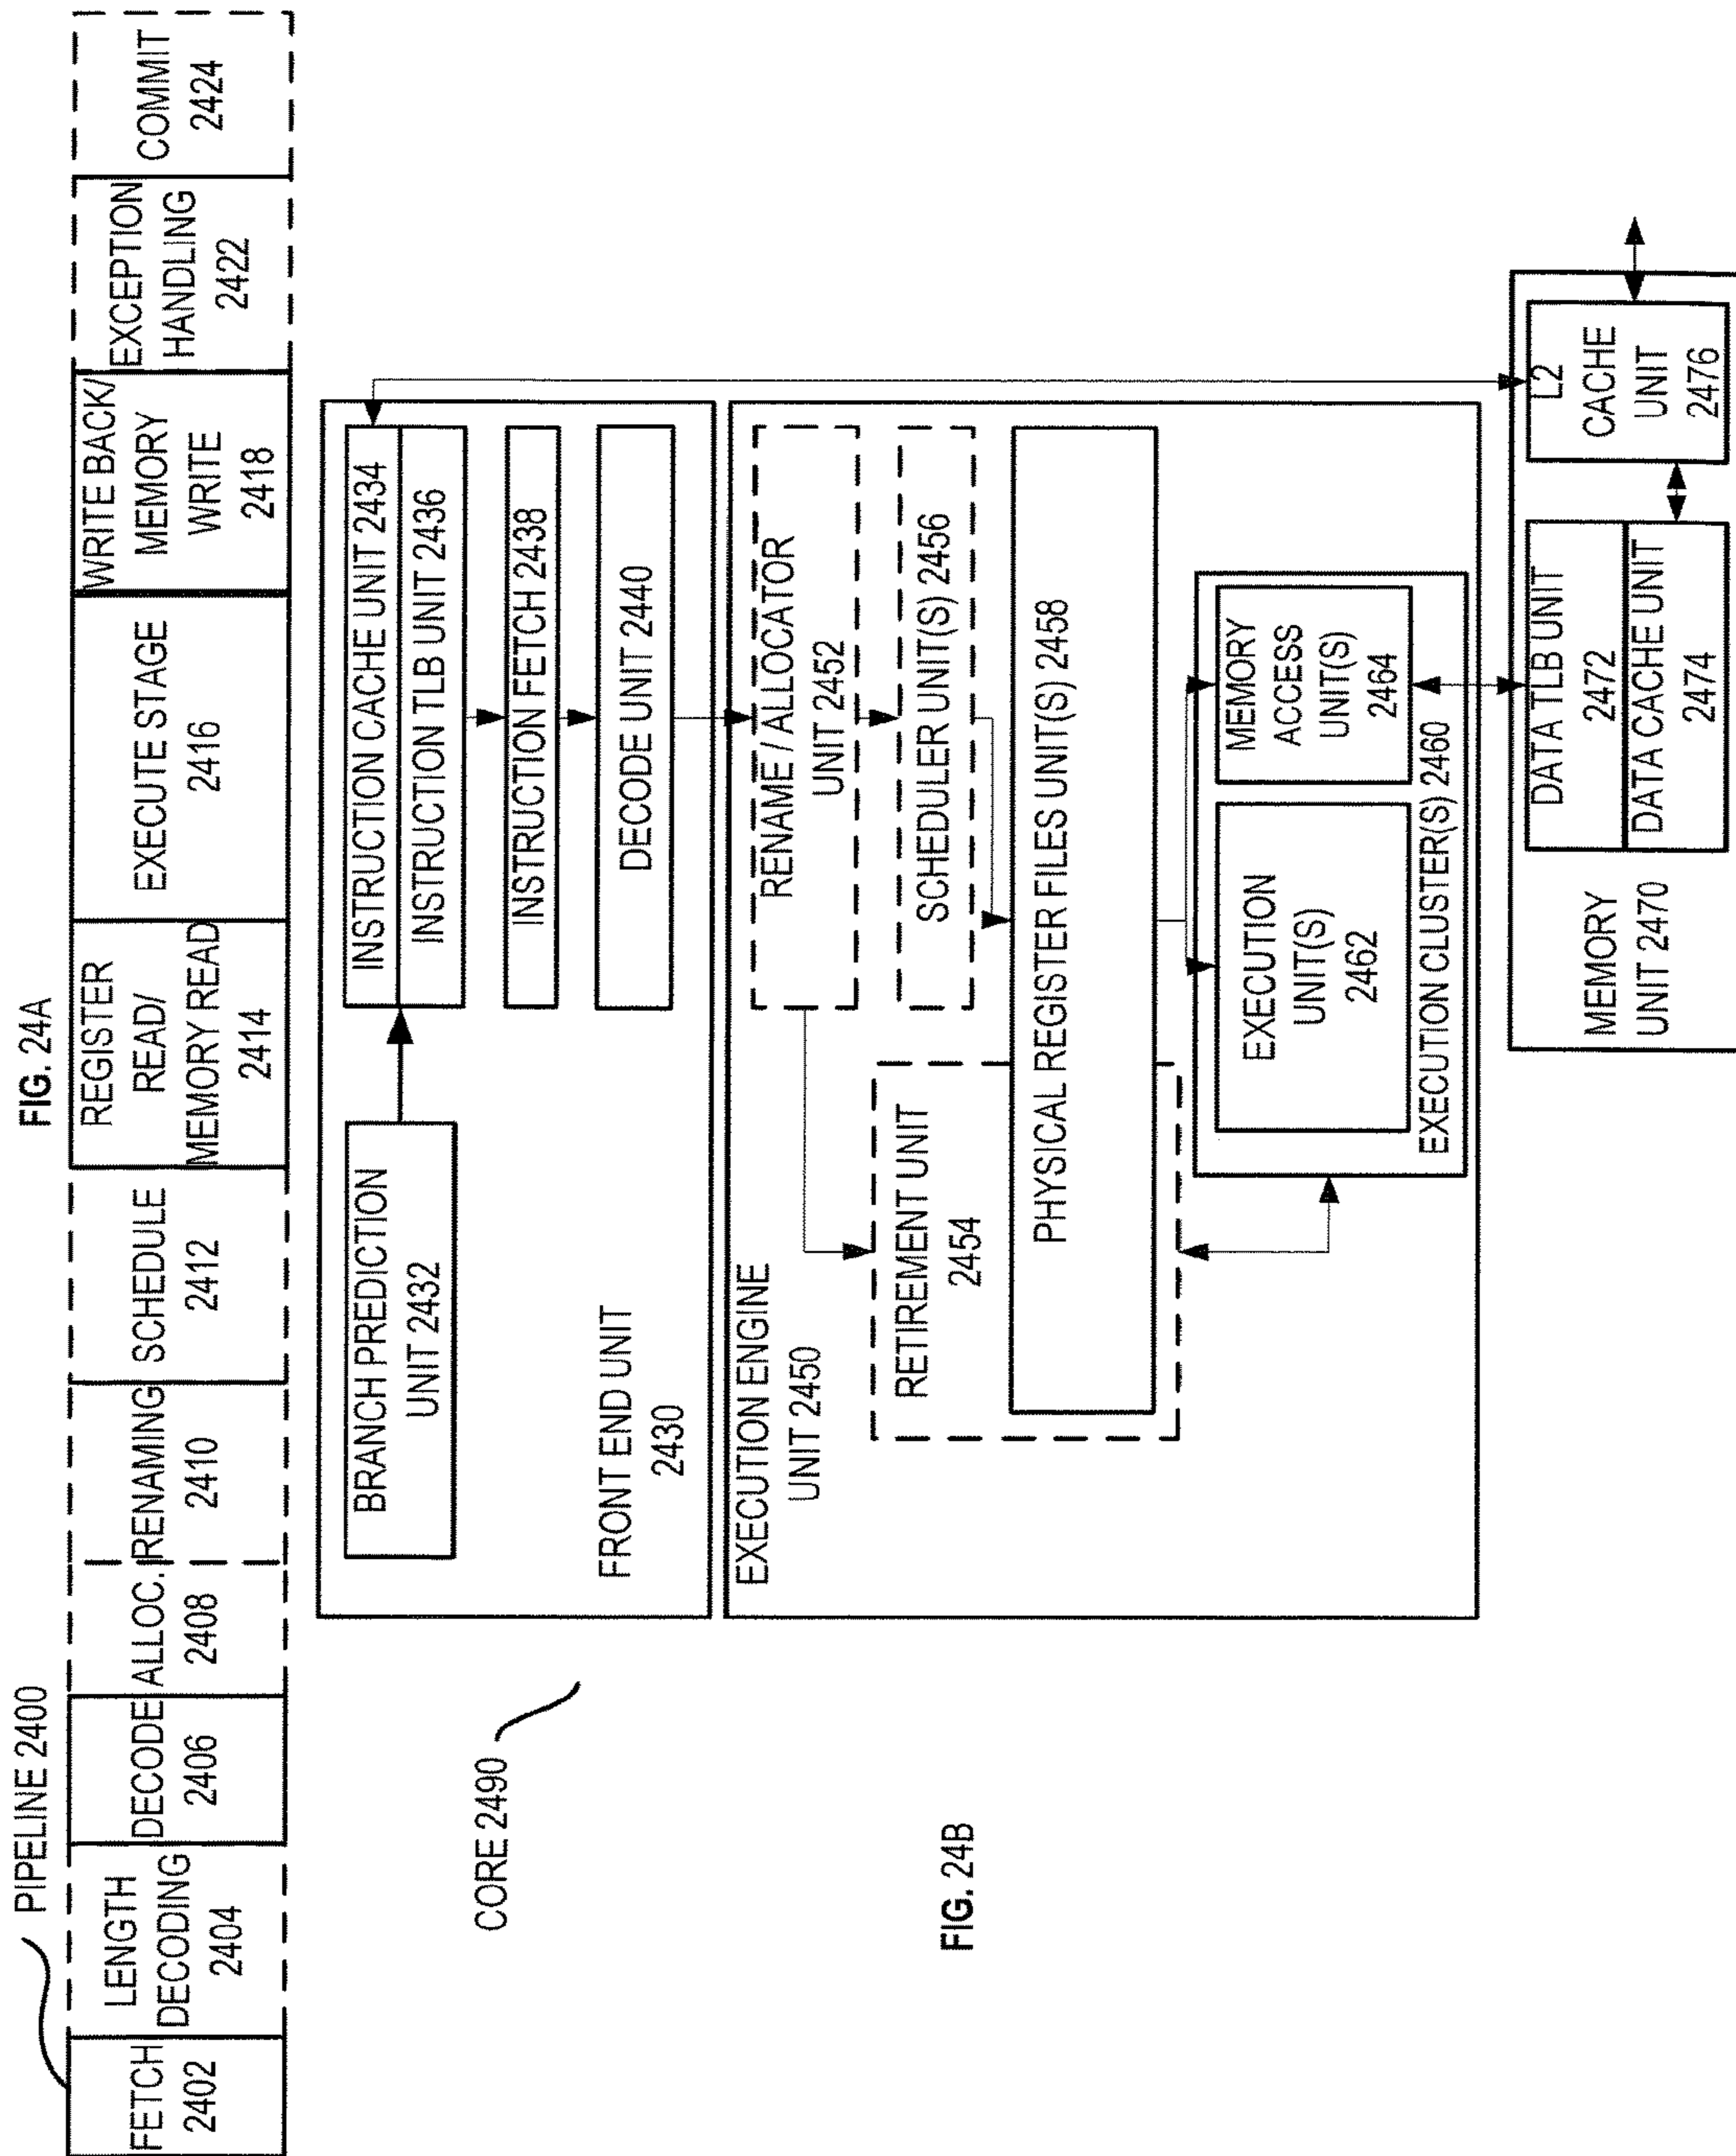 FIG. 24A
PIPELINE 2400
FETCH
2402
LENGTH
DECODING
2404
DECODE
2406
ALLOC.
2408
RENAMING
2410
SCHEDULE
2412
REGISTER
READ/
MEMORY READ
2414
EXECUTE STAGE
2416
WRITE BACK/
MEMORY
WRITE
2418
EXCEPTION
HANDLING
2422
COMMIT
2424
CORE 2490
BRANCH PREDICTION
UNIT 2432
INSTRUCTION CACHE UNIT 2434
INSTRUCTION TLB UNIT 2436
INSTRUCTION FETCH 2438
DECODE UNIT 2440
FRONT END UNIT
2430
EXECUTION ENGINE
UNIT 2450
RENAME / ALLOCATOR
UNIT 2452
RETIREMENT UNIT
2454
SCHEDULER UNIT(S) 2456
PHYSICAL REGISTER FILES UNIT(S) 2458
EXECUTION
UNIT(S)
2462
MEMORY
ACCESS
UNIT(S)
2464
EXECUTION CLUSTER(S) 2460
MEMORY
UNIT 2470
DATA TLB UNIT
2472
DATA CACHE UNIT
2474
L2
CACHE
UNIT
2476
FIG. 24B